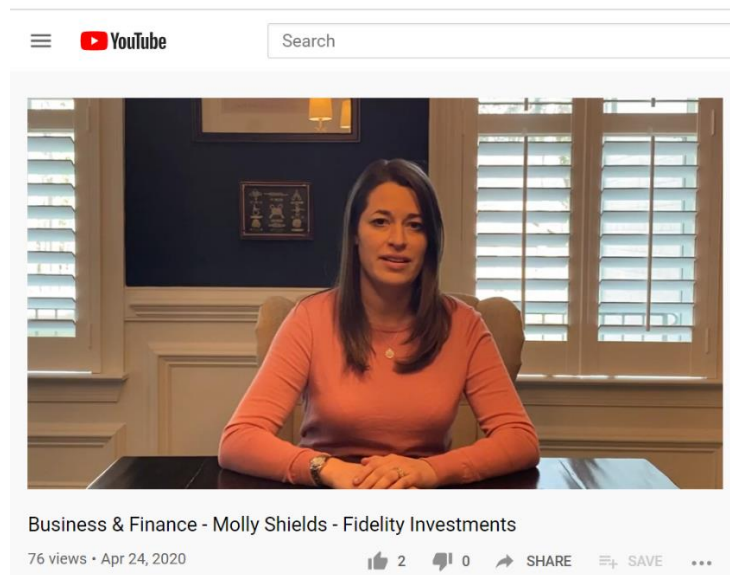 YouTube
Search
Business & Finance - Molly Shields - Fidelity Investments
76 views • Apr 24, 2020
2
0
SHARE
SAVE